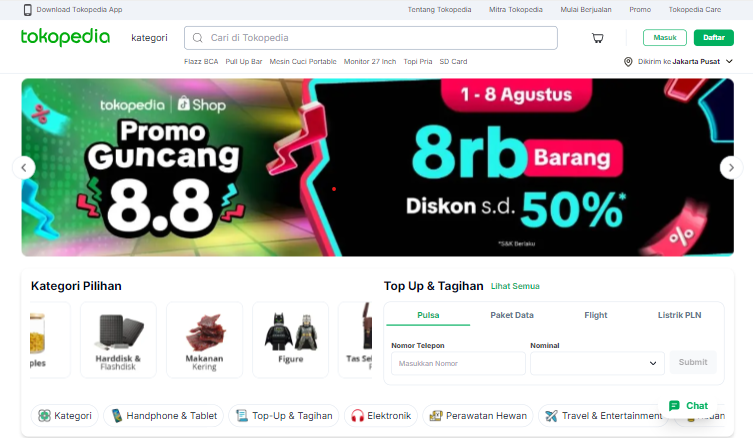 Download Tokopedia App
Tentang Tokopedia Mitra Tokopedia Mulai Berjualan Promo Tokopedia Care
tokopedia kategori Cari di Tokopedia Masuk Daftar
Flazz BCA Pull Up Bar Mesin Cuci Portable Monitor 27 Inch Topi Pria SD Card
Dikirim ke Jakarta Pusat
tokopedia Shop
Promo
Guncang
8.8
1 - 8 Agustus
8rb Barang
Diskon s.d. 50%*
*S&K Berlaku
%
%
Kategori Pilihan
Harddisk &
Flashdisk
Makanan
Kering
Figure
Top Up & Tagihan Lihat Semua
Pulsa Paket Data Flight Listrik PLN
Nomor Telepon Nominal
Masukkan Nomor Submit
Kategori Handphone & Tablet Top-Up & Tagihan Elektronik Perawatan Hewan Travel & Entertainment
Chat